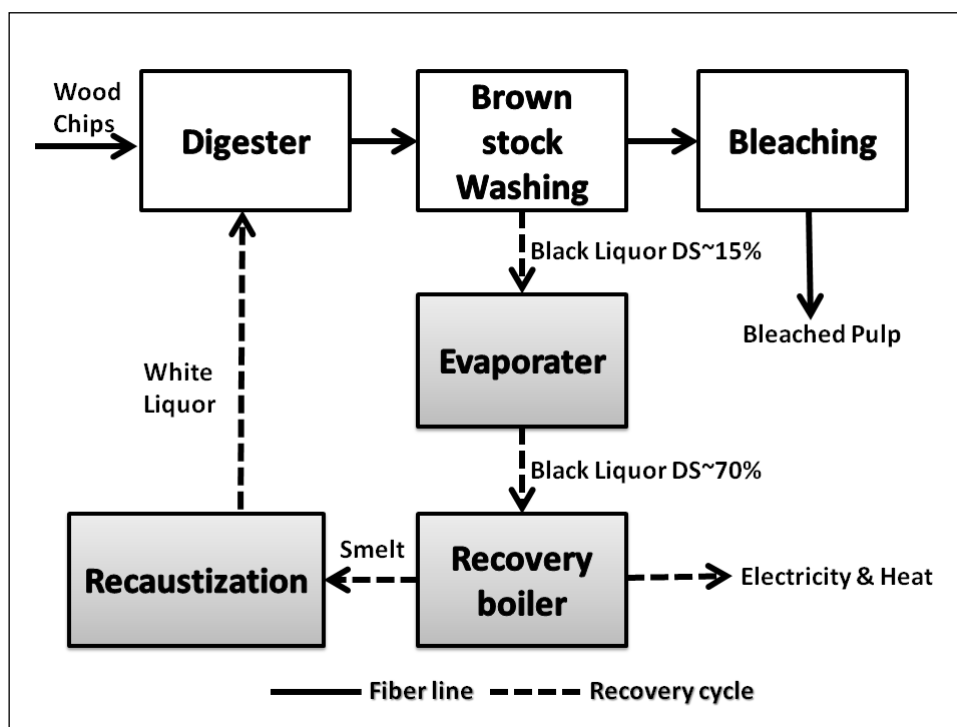 Wood
Chips
Digester
Brown
stock
Washing
Bleaching
Black Liquor DS~15%
Bleached Pulp
Evaporater
White
Liquor
Black Liquor DS~70%
Recaustization
Smelt
Recovery
boiler
Electricity & Heat
Fiber line
Recovery cycle